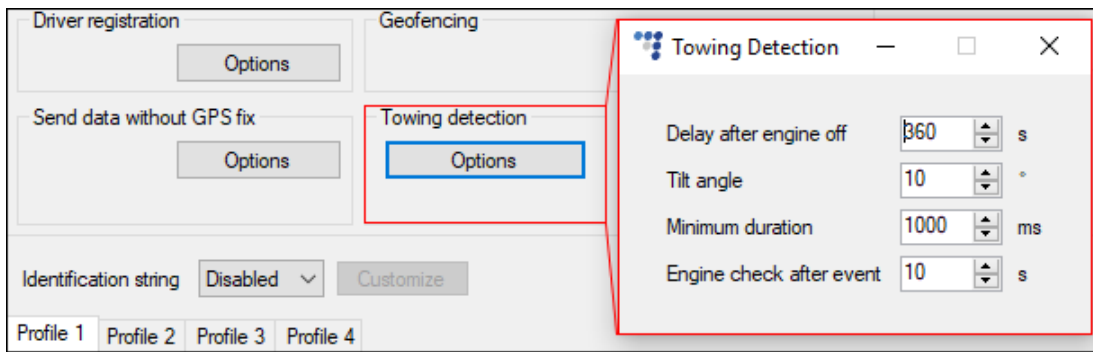 Driver registration
Options
Geofencing
Send data without GPS fix
Options
Towing detection
Options
Identification string Disabled Customize
Profile 1 Profile 2 Profile 3 Profile 4
Towing Detection
Delay after engine off 360 s
Tilt angle 10 °
Minimum duration 1000 ms
Engine check after event 10 s